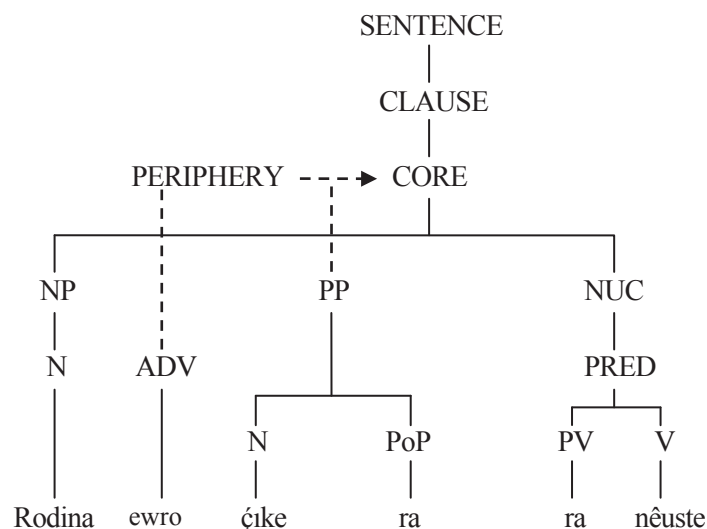 SENTENCE
CLAUSE
PERIPHERY CORE
NP PP NUC
N ADV PRED
N PoP PV V
Rodina ewro ćıke ra ra nêuste